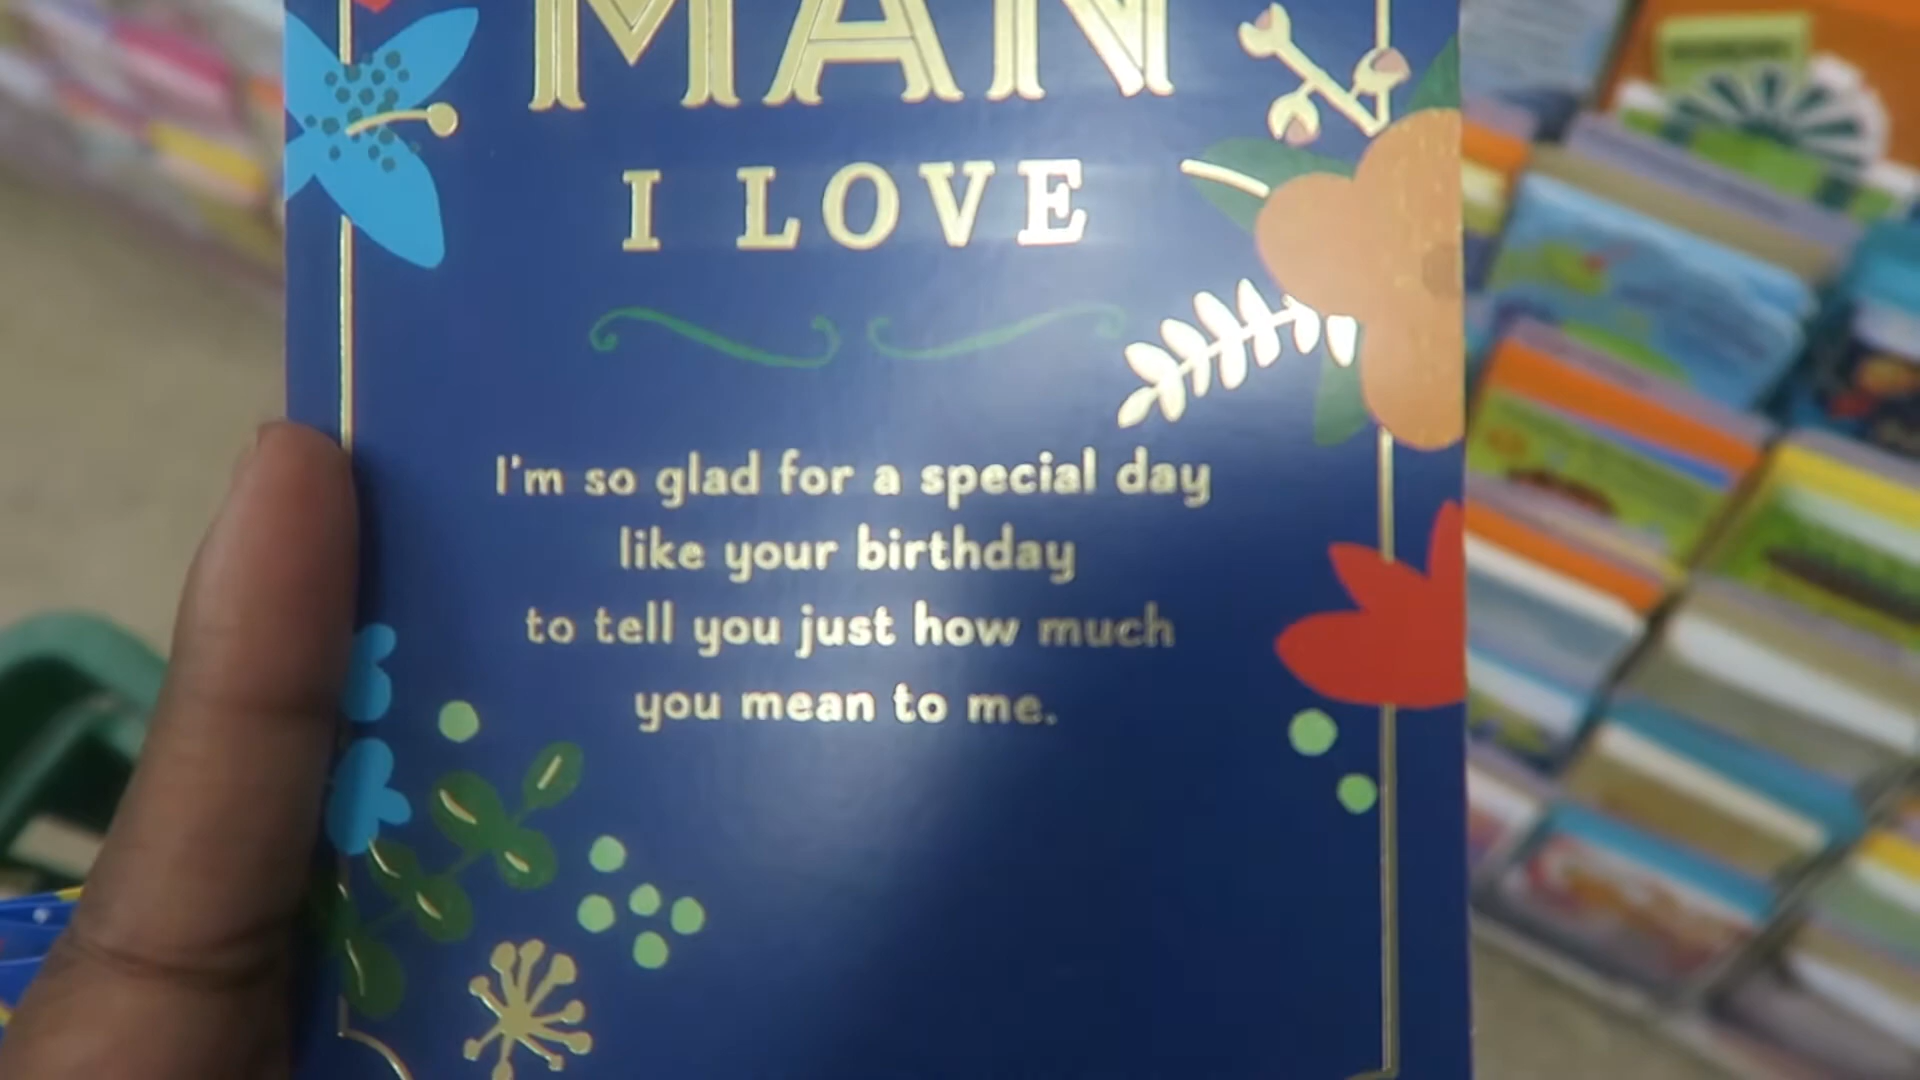 MAN
I LOVE
I'm so glad for a special day
like your birthday
to tell you just how much
you mean to me.